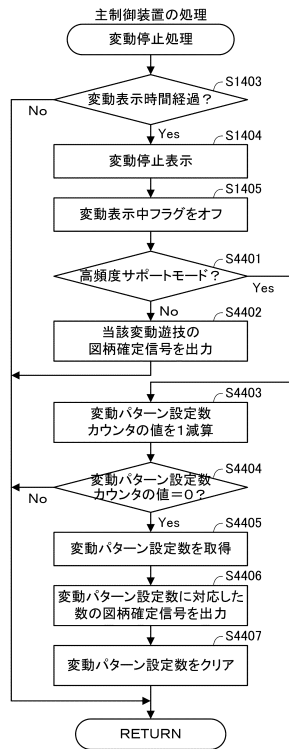 主制御装置の処理
変動停止処理
S1403
変動表示時間経過？
No
Yes
S1404
変動停止表示
S1405
変動表示中フラグをオフ
S4401
高頻度サポートモード？
Yes
No
S4402
当該変動遊技の
図柄確定信号を出力
S4403
変動パターン設定数
カウンタの値を1減算
S4404
変動パターン設定数
カウンタの値＝0？
No
Yes
S4405
変動パターン設定数を取得
S4406
変動パターン設定数に対応した
数の図柄確定信号を出力
S4407
変動パターン設定数をクリア
RETURN